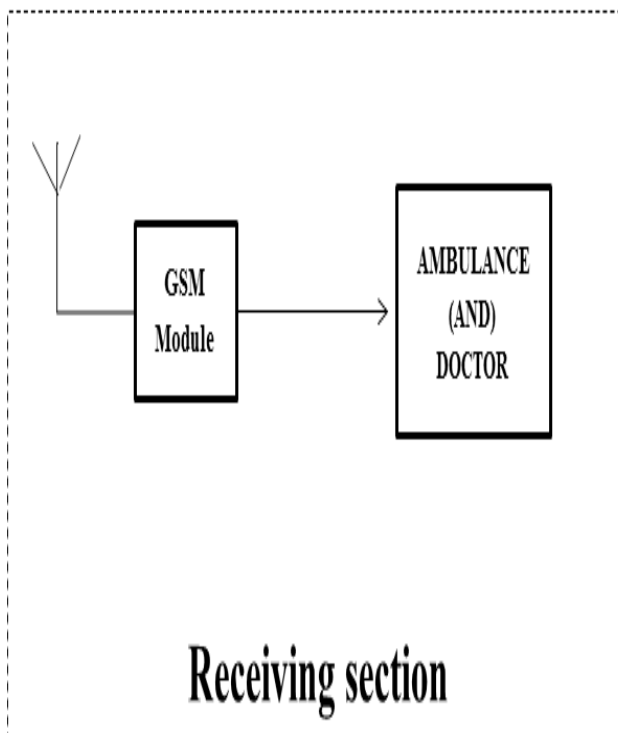 GSM
Module
AMBULANCE
(AND)
DOCTOR
Receiving section